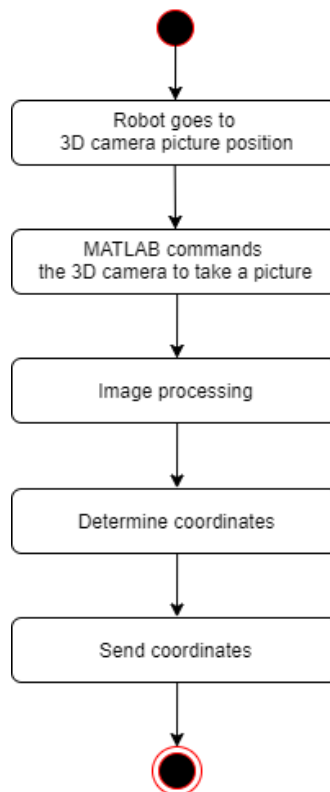 Robot goes to
3D camera picture position
MATLAB commands
the 3D camera to take a picture
Image processing
Determine coordinates
Send coordinates